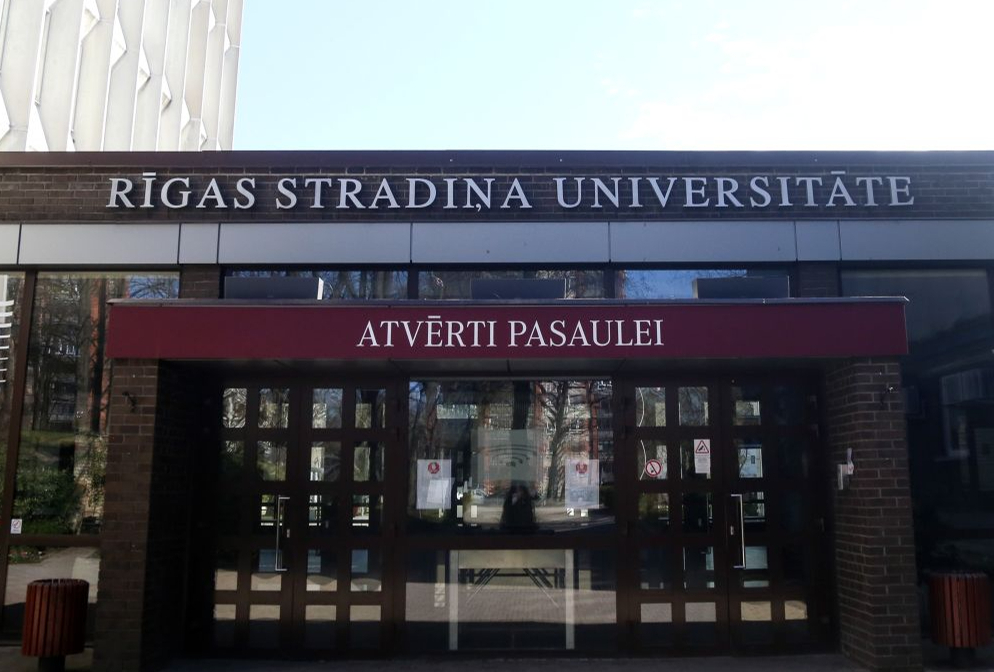 RĪGAS STRADIŅA UNIVERSITĀTE
ATVĒRTI PASAULEI